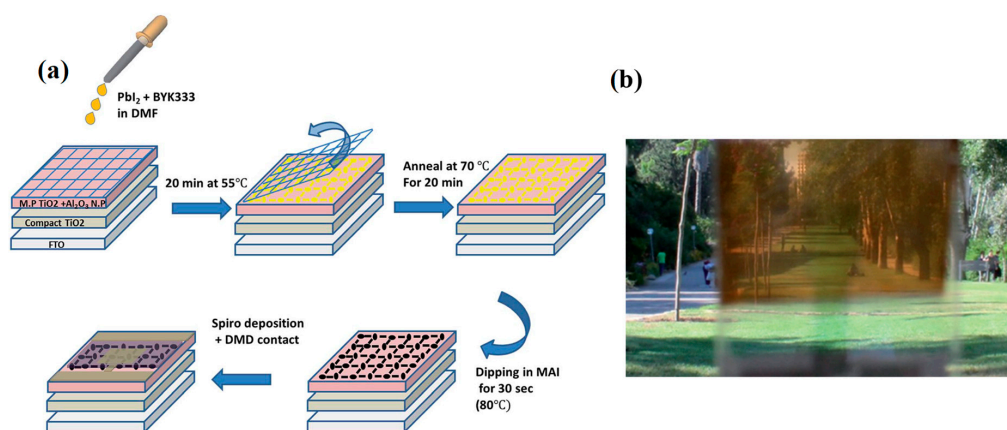 (a)
PbI₂ + BYK333
in DMF
M.P TiO2 +Al₂O₃ N.P
Compact TiO2
FTO
20 min at 55°C
Anneal at 70 °C
For 20 min
Dipping in MAI
for 30 sec
(80°C)
Spiro deposition
+ DMD contact
(b)